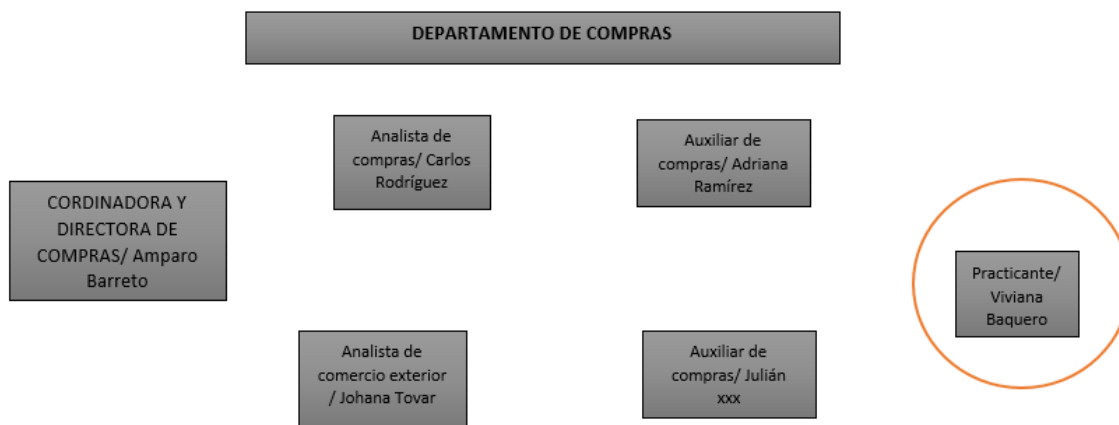 DEPARTAMENTO DE COMPRAS
Analista de
compras/ Carlos
Rodríguez
Auxiliar de
compras/ Adriana
Ramírez
CORDINADORA Y
DIRECTORA DE
COMPRAS/ Amparo
Barreto
Practicante/
Viviana
Baquero
Analista de
comercio exterior
/ Johana Tovar
Auxiliar de
compras/ Julián
xxx